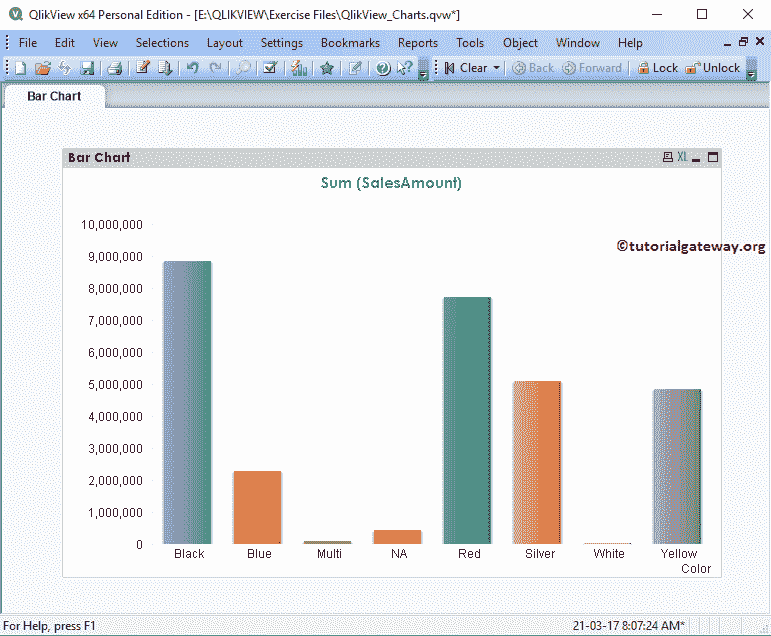 QlikView x64 Personal Edition - [E:\QLIKVIEW\Exercise Files\QlikView_Charts.qvw*]
File Edit View Selections Layout Settings Bookmarks Reports Tools Object Window Help
Clear Back Forward Lock Unlock
Bar Chart
Bar Chart XL
Sum (SalesAmount)
10,000,000
©tutorialgateway.org
9,000,000
8,000,000
7,000,000
6,000,000
5,000,000
4,000,000
3,000,000
2,000,000
1,000,000
0
Black Blue Multi NA Red Silver White Yellow
Color
For Help, press F1 21-03-17 8:07:24 AM*